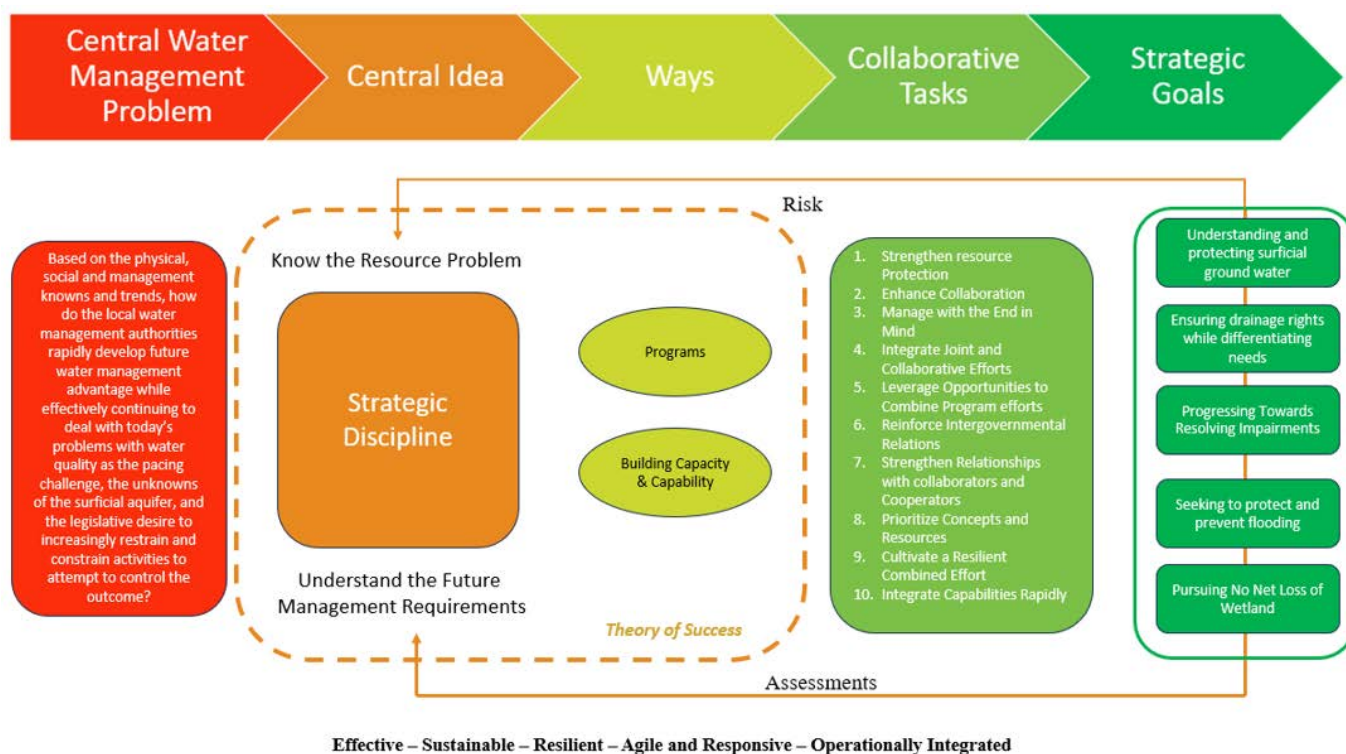 Central Water
Management
Problem
Central Idea
Ways
Collaborative
Tasks
Strategic
Goals
Risk
Based on the physical,
social and management
knowns and trends, how
do the local water
management authorities
rapidly develop future
water management
advantage while
effectively continuing to
deal with today's
problems with water
quality as the pacing
challenge, the unknowns
of the surficial aquifer, and
the legislative desire to
increasingly restrain and
constrain activities to
attempt to control the
outcome?
Know the Resource Problem
Strategic
Discipline
Understand the Future
Management Requirements
Programs
Building Capacity
& Capability
Theory of Success
1. Strengthen resource
Protection
2. Enhance Collaboration
3. Manage with the End in
Mind
4. Integrate Joint and
Collaborative Efforts
5. Leverage Opportunities to
Combine Program efforts
6. Reinforce Intergovernmental
Relations
7. Strengthen Relationships
with collaborators and
Cooperators
8. Prioritize Concepts and
Resources
9. Cultivate a Resilient
Combined Effort
10. Integrate Capabilities Rapidly
Understanding and
protecting surficial
ground water
Ensuring drainage rights
while differentiating
needs
Progressing Towards
Resolving Impairments
Seeking to protect and
prevent flooding
Pursuing No Net Loss of
Wetland
Assessments
Effective – Sustainable – Resilient – Agile and Responsive – Operationally Integrated